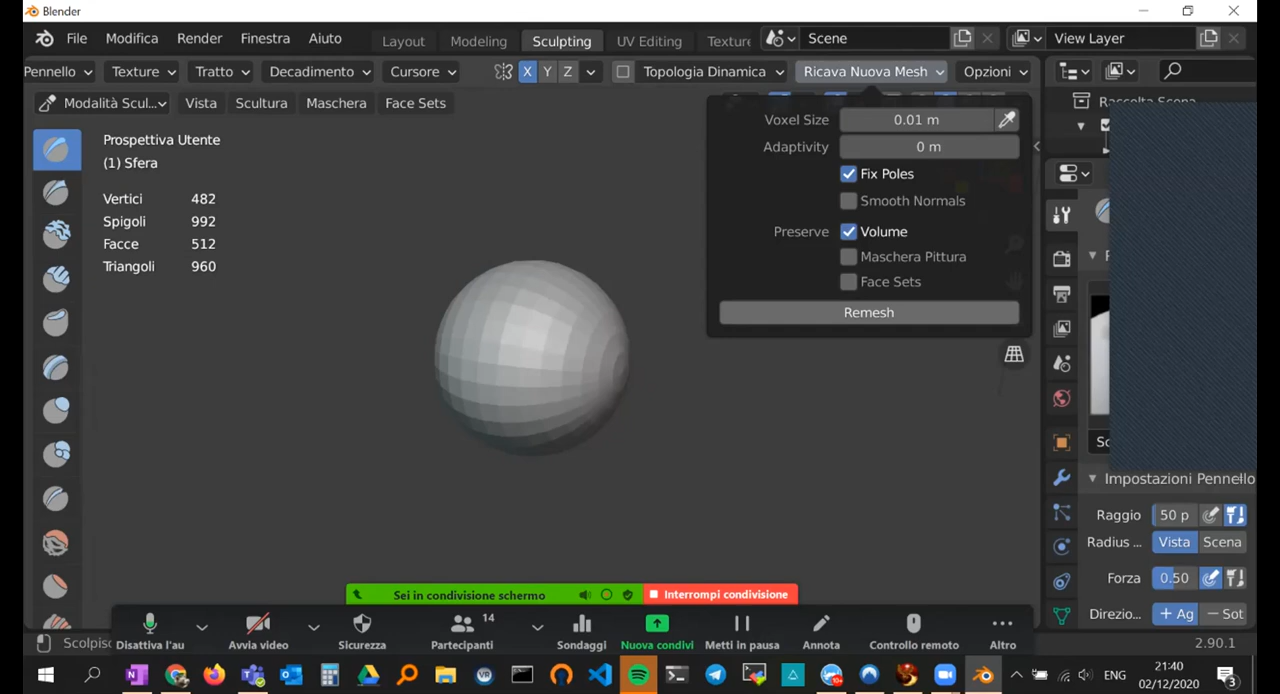 Blender
File Modifica Render Finestra Aiuto Layout Modeling Sculpting UV Editing Texture Scene View Layer
Pennello Texture Tratto Decadimento Cursore X Y Z Topologia Dinamica Ricava Nuova Mesh Opzioni
Modalità Scul... Vista Scultura Maschera Face Sets
Raccolta Scena
Prospettiva Utente
(1) Sfera
Vertici 482
Spigoli 992
Facce 512
Triangoli 960
Voxel Size 0.01 m
Adaptivity 0 m
Fix Poles
Smooth Normals
Preserve Volume
Maschera Pittura
Face Sets
Remesh
Impostazioni Pennello
Raggio 50 p
Radius ... Vista Scena
Forza 0.50
Direzio... + Ag − Sot
Sei in condivisione schermo Interrompi condivisione
Scolpisc
Disattiva l'au Avvia video Sicurezza Partecipanti 14 Sondaggi Nuova condivi Metti in pausa Annota Controllo remoto Altro
2.90.1
ENG 21:40
02/12/2020 3